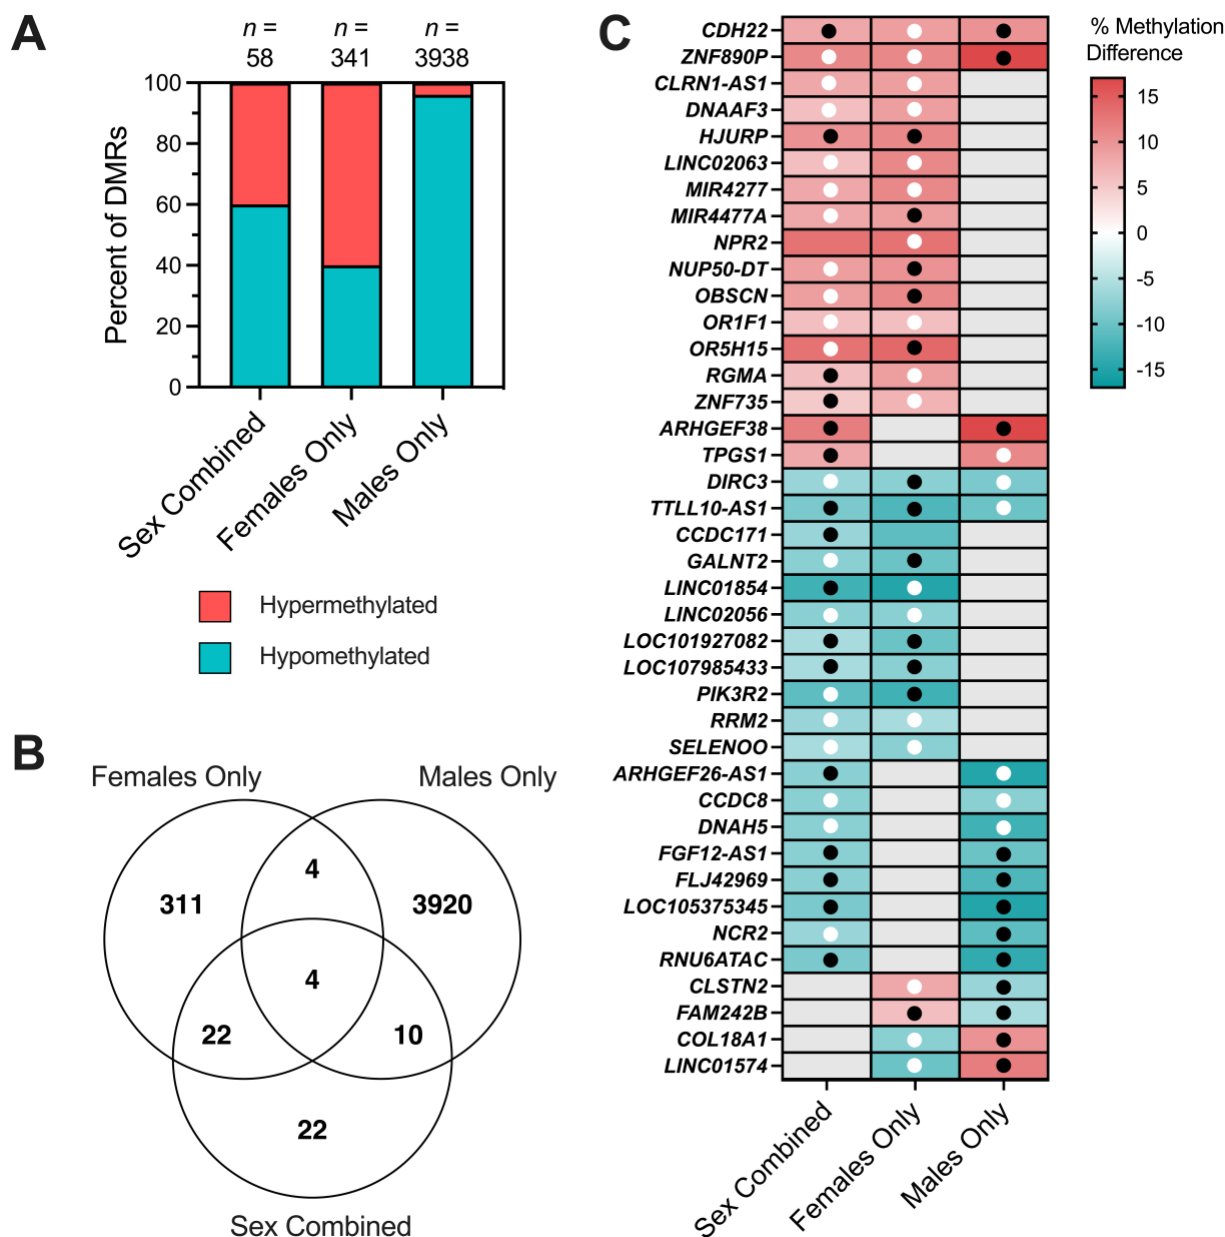 A
n =
58
n =
341
n =
3938
Percent of DMRs
100
80
60
40
20
0
Sex Combined
Females Only
Males Only
Hypermethylated
Hypomethylated
B
Females Only
Males Only
4
311
3920
4
22
10
22
Sex Combined
C
CDH22
ZNF890P
CLRN1-AS1
DNAAF3
HJURP
LINC02063
MIR4277
MIR4477A
NPR2
NUP50-DT
OBSCN
OR1F1
OR5H15
RGMA
ZNF735
ARHGEF38
TPGS1
DIRC3
TTLL10-AS1
CCDC171
GALNT2
LINC01854
LINC02056
LOC101927082
LOC107985433
PIK3R2
RRM2
SELENOO
ARHGEF26-AS1
CCDC8
DNAH5
FGF12-AS1
FLJ42969
LOC105375345
NCR2
RNU6ATAC
CLSTN2
FAM242B
COL18A1
LINC01574
Sex Combined
Females Only
Males Only
% Methylation
Difference
15
10
5
0
-5
-10
-15